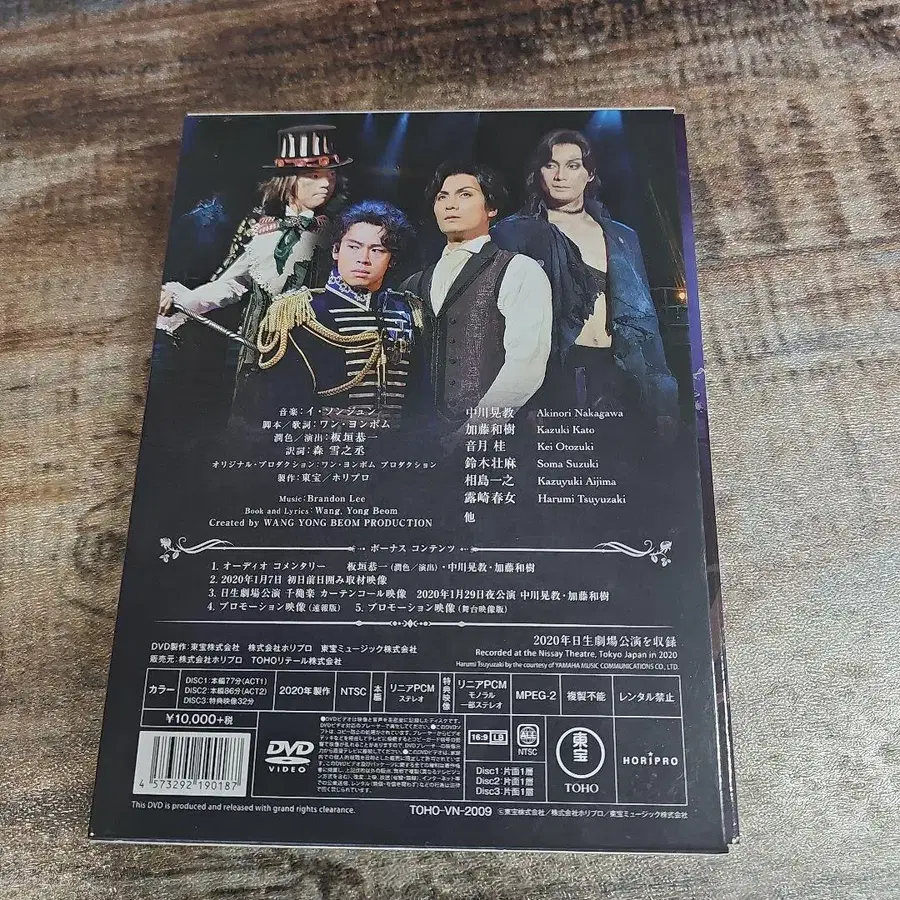 音楽:イ・ソンジュン
脚本/歌詞:ワン・ヨンボム
潤色/演出:板垣恭一
訳詞:森 雪之丞
オリジナル・プロダクション:ワン・ヨンボム プロダクション
製作:東宝/ホリプロ
Music:Brandon Lee
Book and Lyrics: Wang, Yong Beom
Created by WANG YONG BEOM PRODUCTION
中川晃教 Akinori Nakagawa
加藤和樹 Kazuki Kato
音月 桂 Kei Otozuki
鈴木壮麻 Soma Suzuki
相島一之 Kazuyuki Aijima
露崎春女 Harumi Tsuyuzaki
他
ボーナス コンテンツ
1. オーディオ コメンタリー 板垣恭一(潤色/演出)・中川晃教・加藤和樹
2. 2020年1月7日 初日前日囲み取材映像
3. 日生劇場公演 千穐楽 カーテンコール映像 2020年1月29日夜公演 中川晃教・加藤和樹
4. プロモーション映像(速報版) 5. プロモーション映像(舞台映像版)
2020年日生劇場公演を収録
DVD製作:東宝株式会社 株式会社ホリプロ 東宝ミュージック株式会社
Recorded at the Nissay Theatre, Tokyo Japan in 2020
販売元:株式会社ホリプロ TOHOリテール株式会社
Harumi Tsuyuzaki by the courtesy of YAMAHA MUSIC COMMUNICATIONS CO., LTD.
カラー
DISC1:本編77分(ACT1)
DISC2:本編86分(ACT2)
DISC3:特典映像32分
2020年製作
NTSC
本編
リニアPCM
ステレオ
特典映像
リニアPCM
モノラル
一部ステレオ
MPEG-2
複製不能
レンタル禁止
¥10,000+税
4 573292 190187
DVD
VIDEO
16:9 LB
ALL
NTSC
Disc1:片面1層
Disc2:片面1層
Disc3:片面1層
東宝
TOHO
HORIPRO
This DVD is produced and released with grand rights clearance.
TOHO-VN-2009
©東宝株式会社/株式会社ホリプロ/東宝ミュージック株式会社